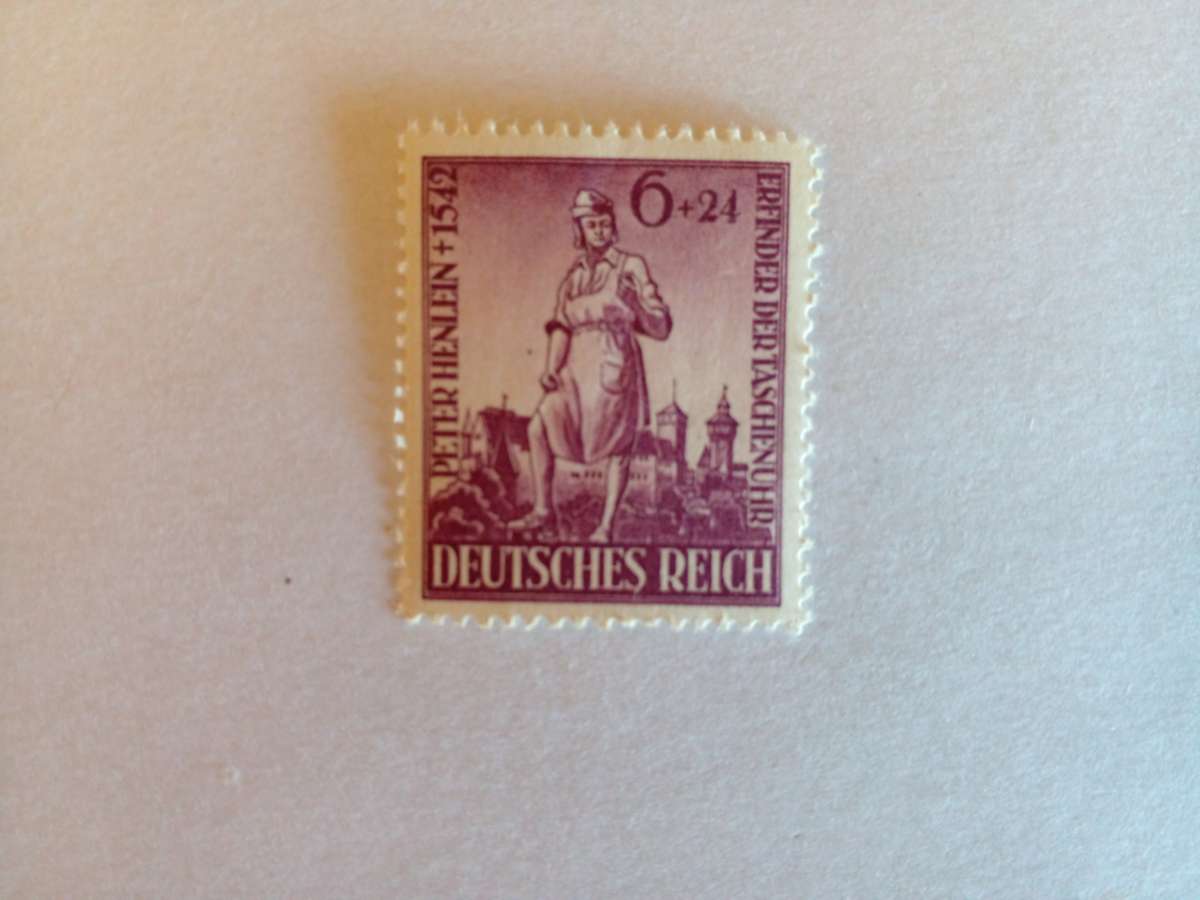 PETER HENLEIN + 1542
6+24
ERFINDER DER TASCHENUHR
DEUTSCHES REICH